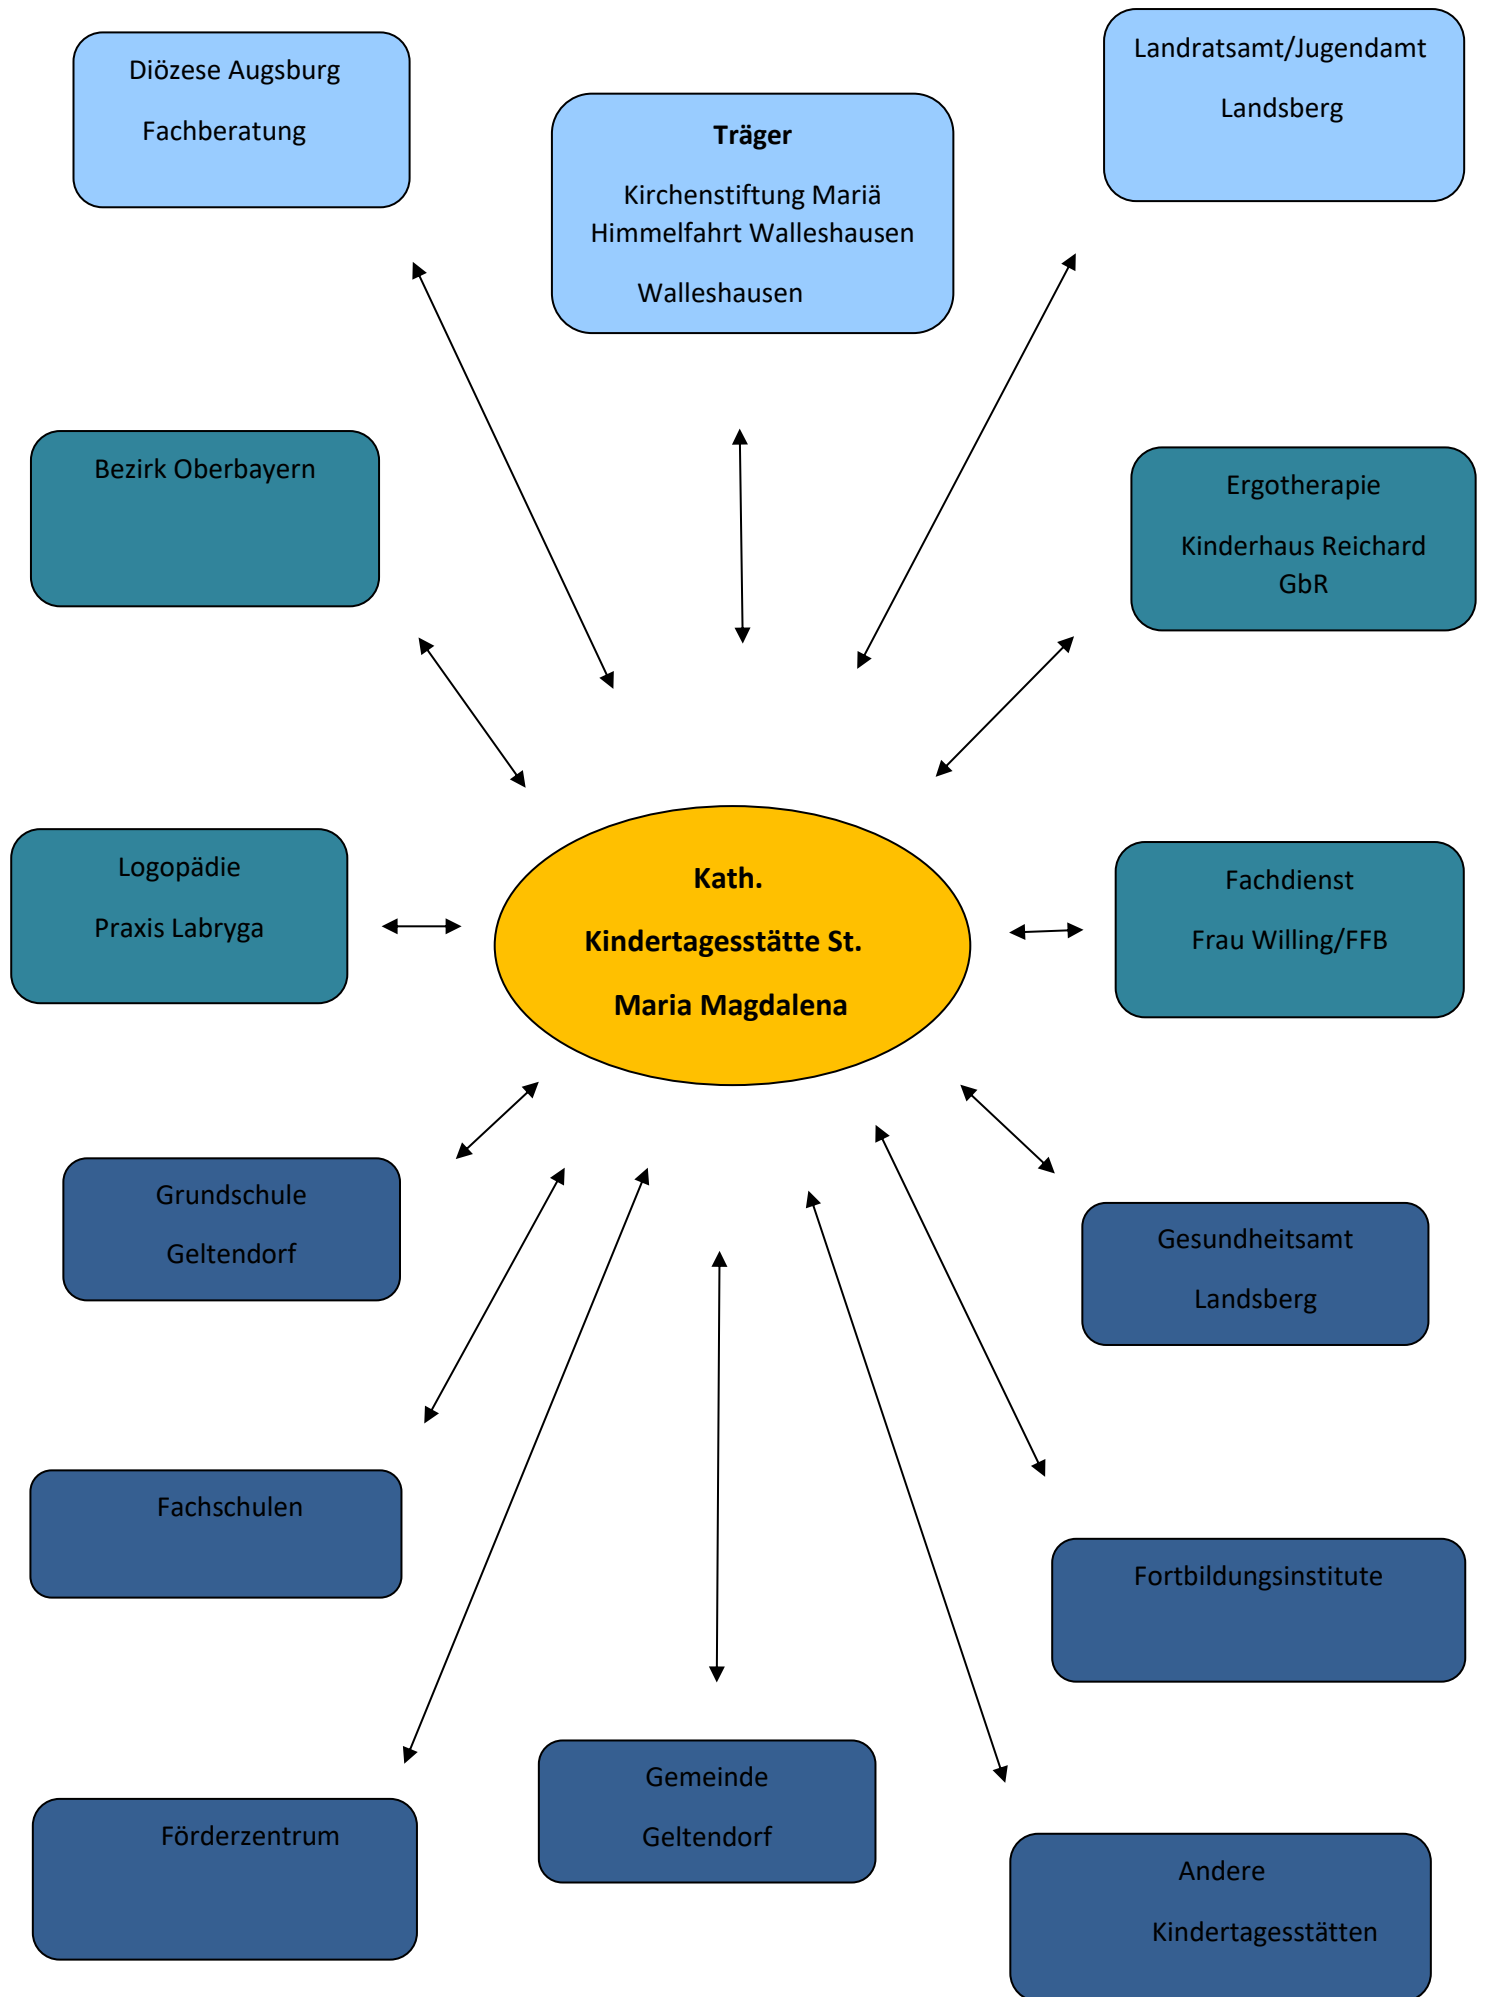 Diözese Augsburg
Fachberatung
Träger
Kirchenstiftung Mariä
Himmelfahrt Walleshausen
Walleshausen
Landratsamt/Jugendamt
Landsberg
Bezirk Oberbayern
Ergotherapie
Kinderhaus Reichard
GbR
Logopädie
Praxis Labryga
Kath.
Kindertagesstätte St.
Maria Magdalena
Fachdienst
Frau Willing/FFB
Grundschule
Geltendorf
Gesundheitsamt
Landsberg
Fachschulen
Fortbildungsinstitute
Förderzentrum
Gemeinde
Geltendorf
Andere
Kindertagesstätten